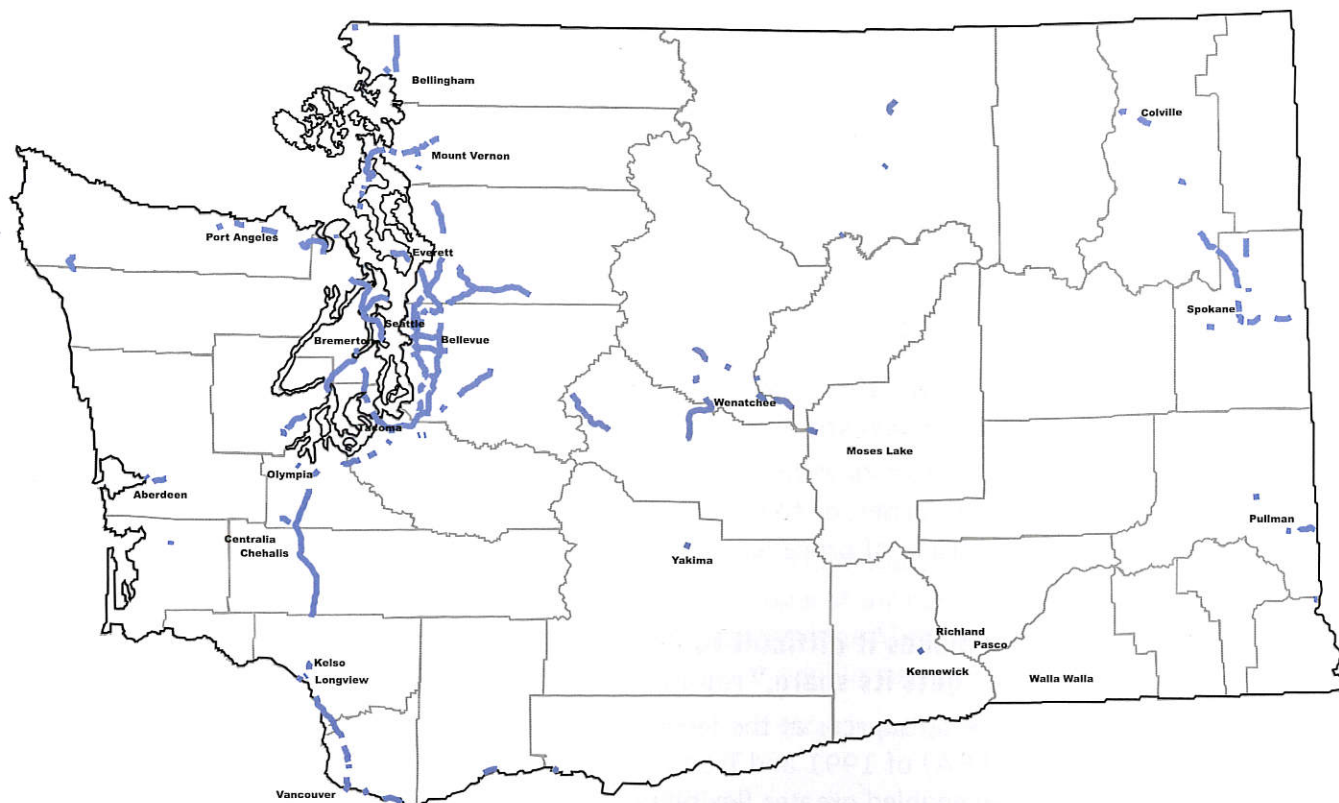 Bellingham
Colville
Mount Vernon
Port Angeles
Everett
Spokane
Seattle
Bremerton
Bellevue
Wenatchee
Tacoma
Moses Lake
Olympia
Aberdeen
Pullman
Centralia
Chehalis
Yakima
Richland
Pasco
Kelso
Kennewick
Longview
Walla Walla
Vancouver